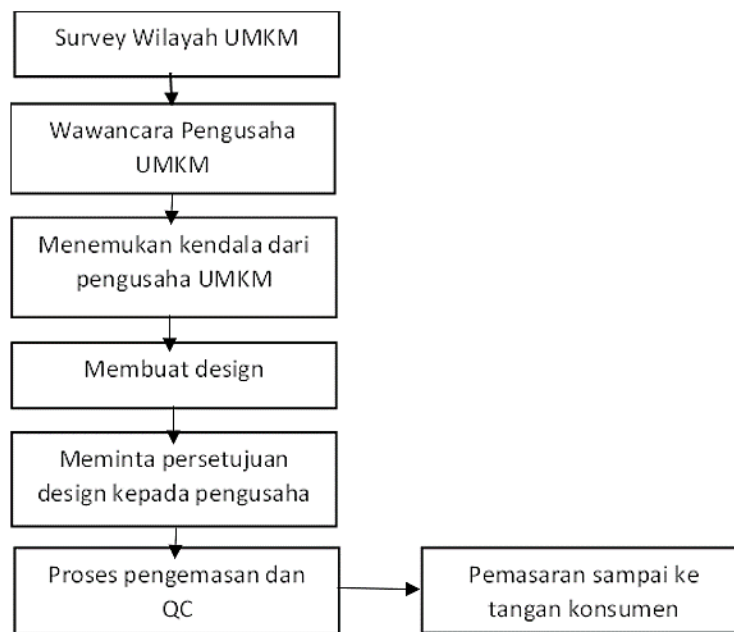 Survey Wilayah UMKM
Wawancara Pengusaha
UMKM
Menemukan kendala dari
pengusaha UMKM
Membuat design
Meminta persetujuan
design kepada pengusaha
Proses pengemasan dan
QC
Pemasaran sampai ke
tangan konsumen